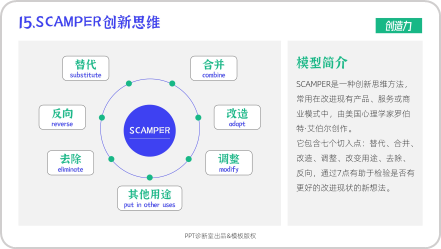 15.SCAMPER创新思维
创造力
替代
substitute
合并
combine
反向
reverse
SCAMPER
改造
adapt
去除
eliminate
调整
modify
其他用途
put in other uses
模型简介
SCAMPER是一种创新思维方法，
常用在改进现有产品、服务或商
业模式中，由美国心理学家罗伯
特·艾伯尔创作。
它包含七个切入点：替代、合并、
改造、调整、改变用途、去除、
反向，通过7点有助于检验是否有
更好的改进现状的新想法。
PPT诊断室出品&模板版权